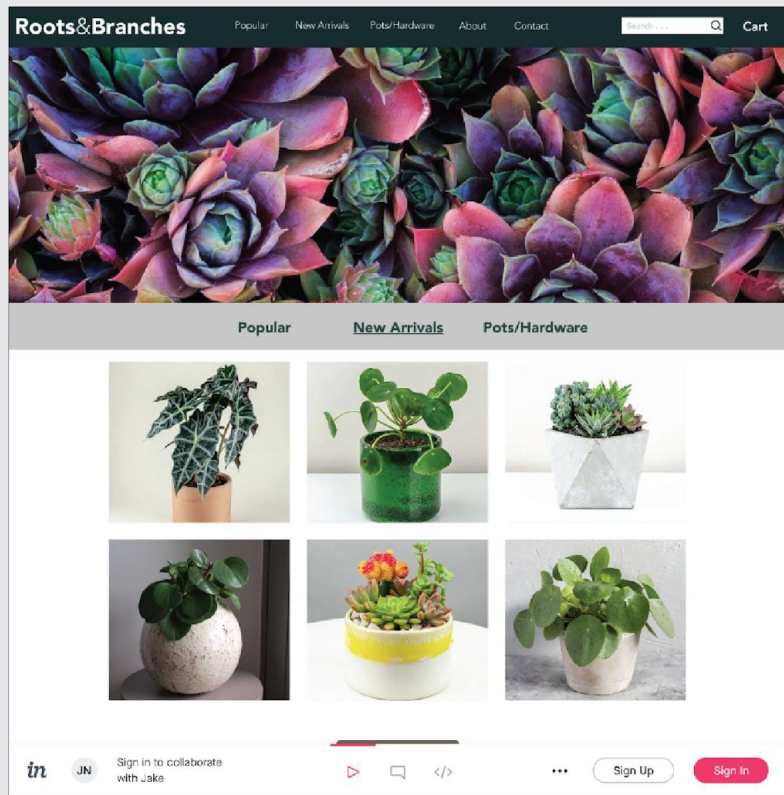 Roots&Branches Popular New Arrivals Pots/Hardware About Contact Search . . . Cart
Popular New Arrivals Pots/Hardware
in JN Sign in to collaborate
with Jake
</> ••• Sign Up Sign In